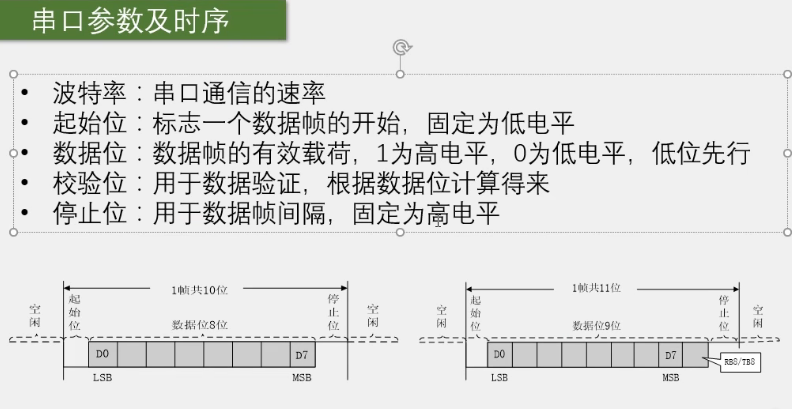 串口参数及时序
• 波特率：串口通信的速率
• 起始位：标志一个数据帧的开始，固定为低电平
• 数据位：数据帧的有效载荷，1为高电平，0为低电平，低位先行
• 校验位：用于数据验证，根据数据位计算得来
• 停止位：用于数据帧间隔，固定为高电平
1帧共10位
空闲
起始位
数据位8位
停止位
空闲
D0
D7
LSB
MSB
1帧共11位
空闲
起始位
数据位9位
停止位
空闲
D0
D7
RB8/TB8
LSB
MSB